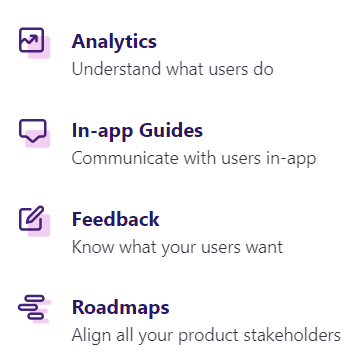 Analytics
Understand what users do
In-app Guides
Communicate with users in-app
Feedback
Know what your users want
Roadmaps
Align all your product stakeholders